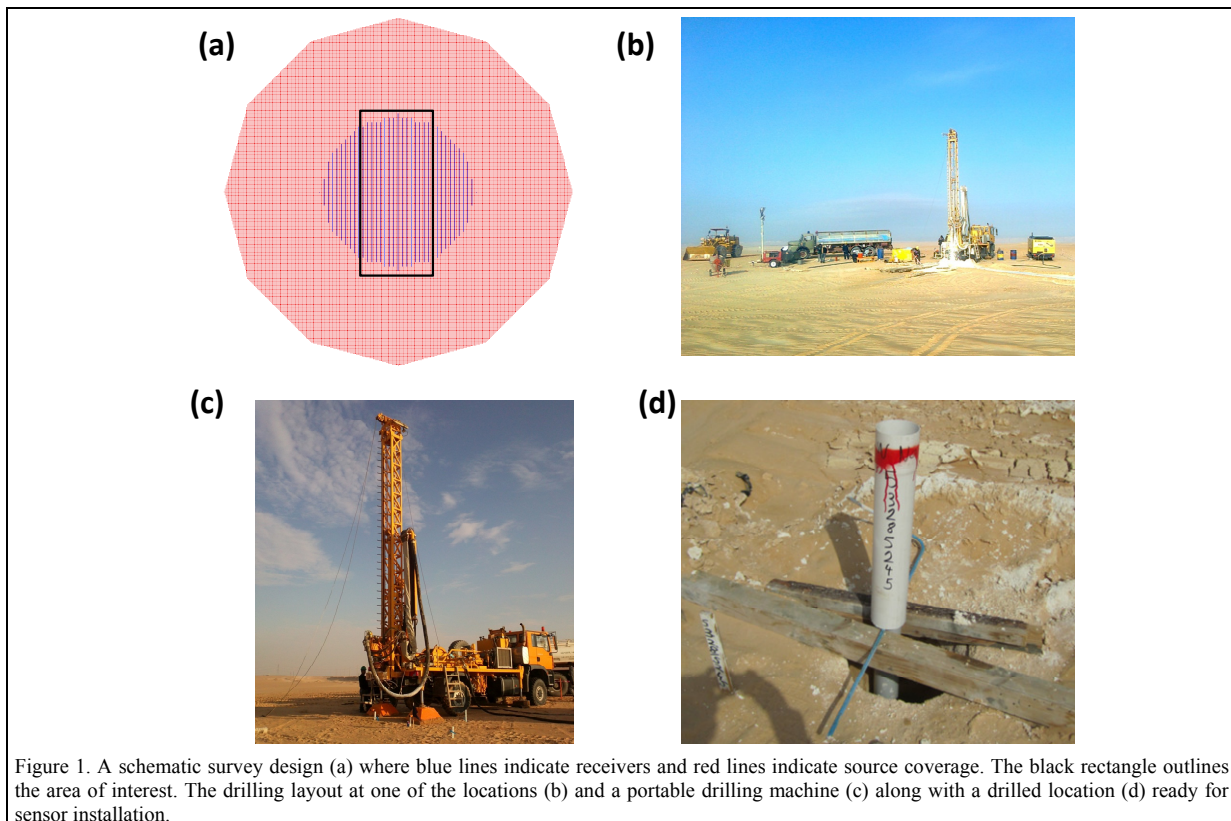 (a)
(b)
(c)
(d)
Figure 1. A schematic survey design (a) where blue lines indicate receivers and red lines indicate source coverage. The black rectangle outlines
the area of interest. The drilling layout at one of the locations (b) and a portable drilling machine (c) along with a drilled location (d) ready for
sensor installation.